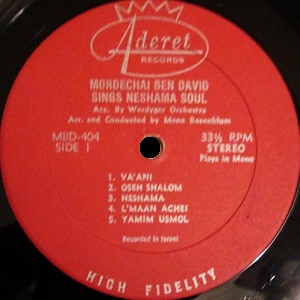 Aderet
RECORDS
MORDECHAI BEN DAVID
SINGS NESHAMA SOUL
Arr. By Werdyger Orchestra
Arr. and Conducted by Mona Rosenblum
MBD-404
SIDE 1
33⅓ RPM
STEREO
Plays in Mono
1. VA'ANI
2. OSEH SHALOM
3. NESHAMA
4. L'MAAN ACHEI
5. YAMIM USMOL
Recorded in Israel
HIGH FIDELITY